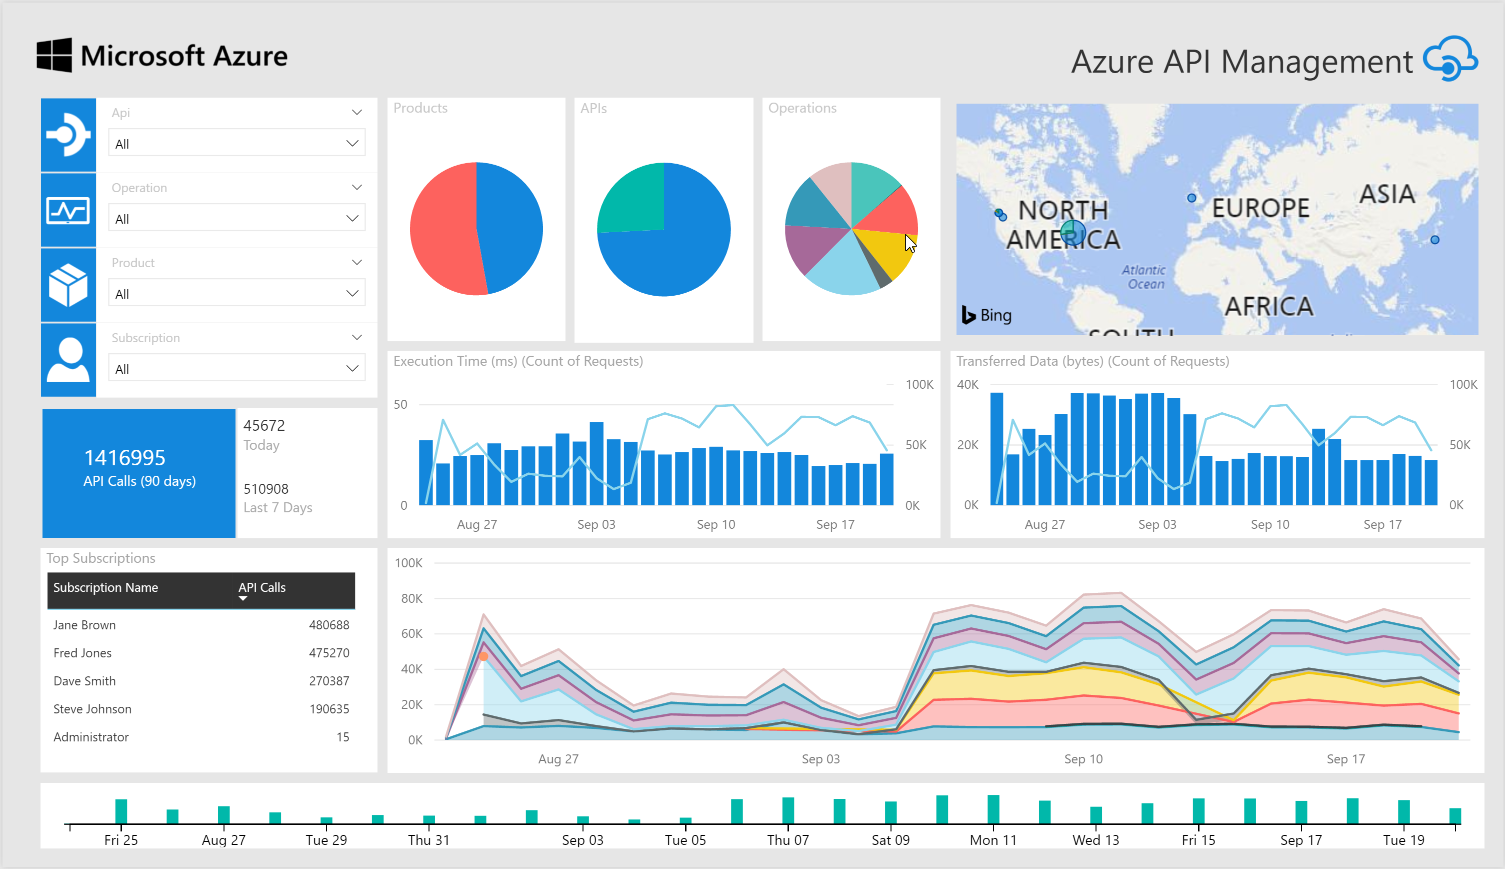 Microsoft Azure
Azure API Management
Api
All
Operation
All
Product
All
Subscription
All
Products
APIs
Operations
NORTH
AMERICA
EUROPE
ASIA
Atlantic
Ocean
AFRICA
SOUTH
Bing
1416995
API Calls (90 days)
45672
Today
510908
Last 7 Days
Execution Time (ms) (Count of Requests)
100K
50
50K
0
0K
Aug 27 Sep 03 Sep 10 Sep 17
Transferred Data (bytes) (Count of Requests)
40K 100K
20K 50K
0K 0K
Aug 27 Sep 03 Sep 10 Sep 17
Top Subscriptions
Subscription Name API Calls
Jane Brown 480688
Fred Jones 475270
Dave Smith 270387
Steve Johnson 190635
Administrator 15
100K
80K
60K
40K
20K
0K
Aug 27 Sep 03 Sep 10 Sep 17
Fri 25 Aug 27 Tue 29 Thu 31 Sep 03 Tue 05 Thu 07 Sat 09 Mon 11 Wed 13 Fri 15 Sep 17 Tue 19